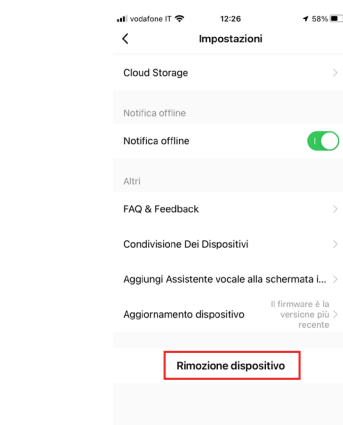 vodafone IT 12:26 58%
Impostazioni
Cloud Storage
Notifica offline
Notifica offline
Altri
FAQ & Feedback
Condivisione Dei Dispositivi
Aggiungi Assistente vocale alla schermata i...
Aggiornamento dispositivo
Il firmware è la
versione più
recente
Rimozione dispositivo